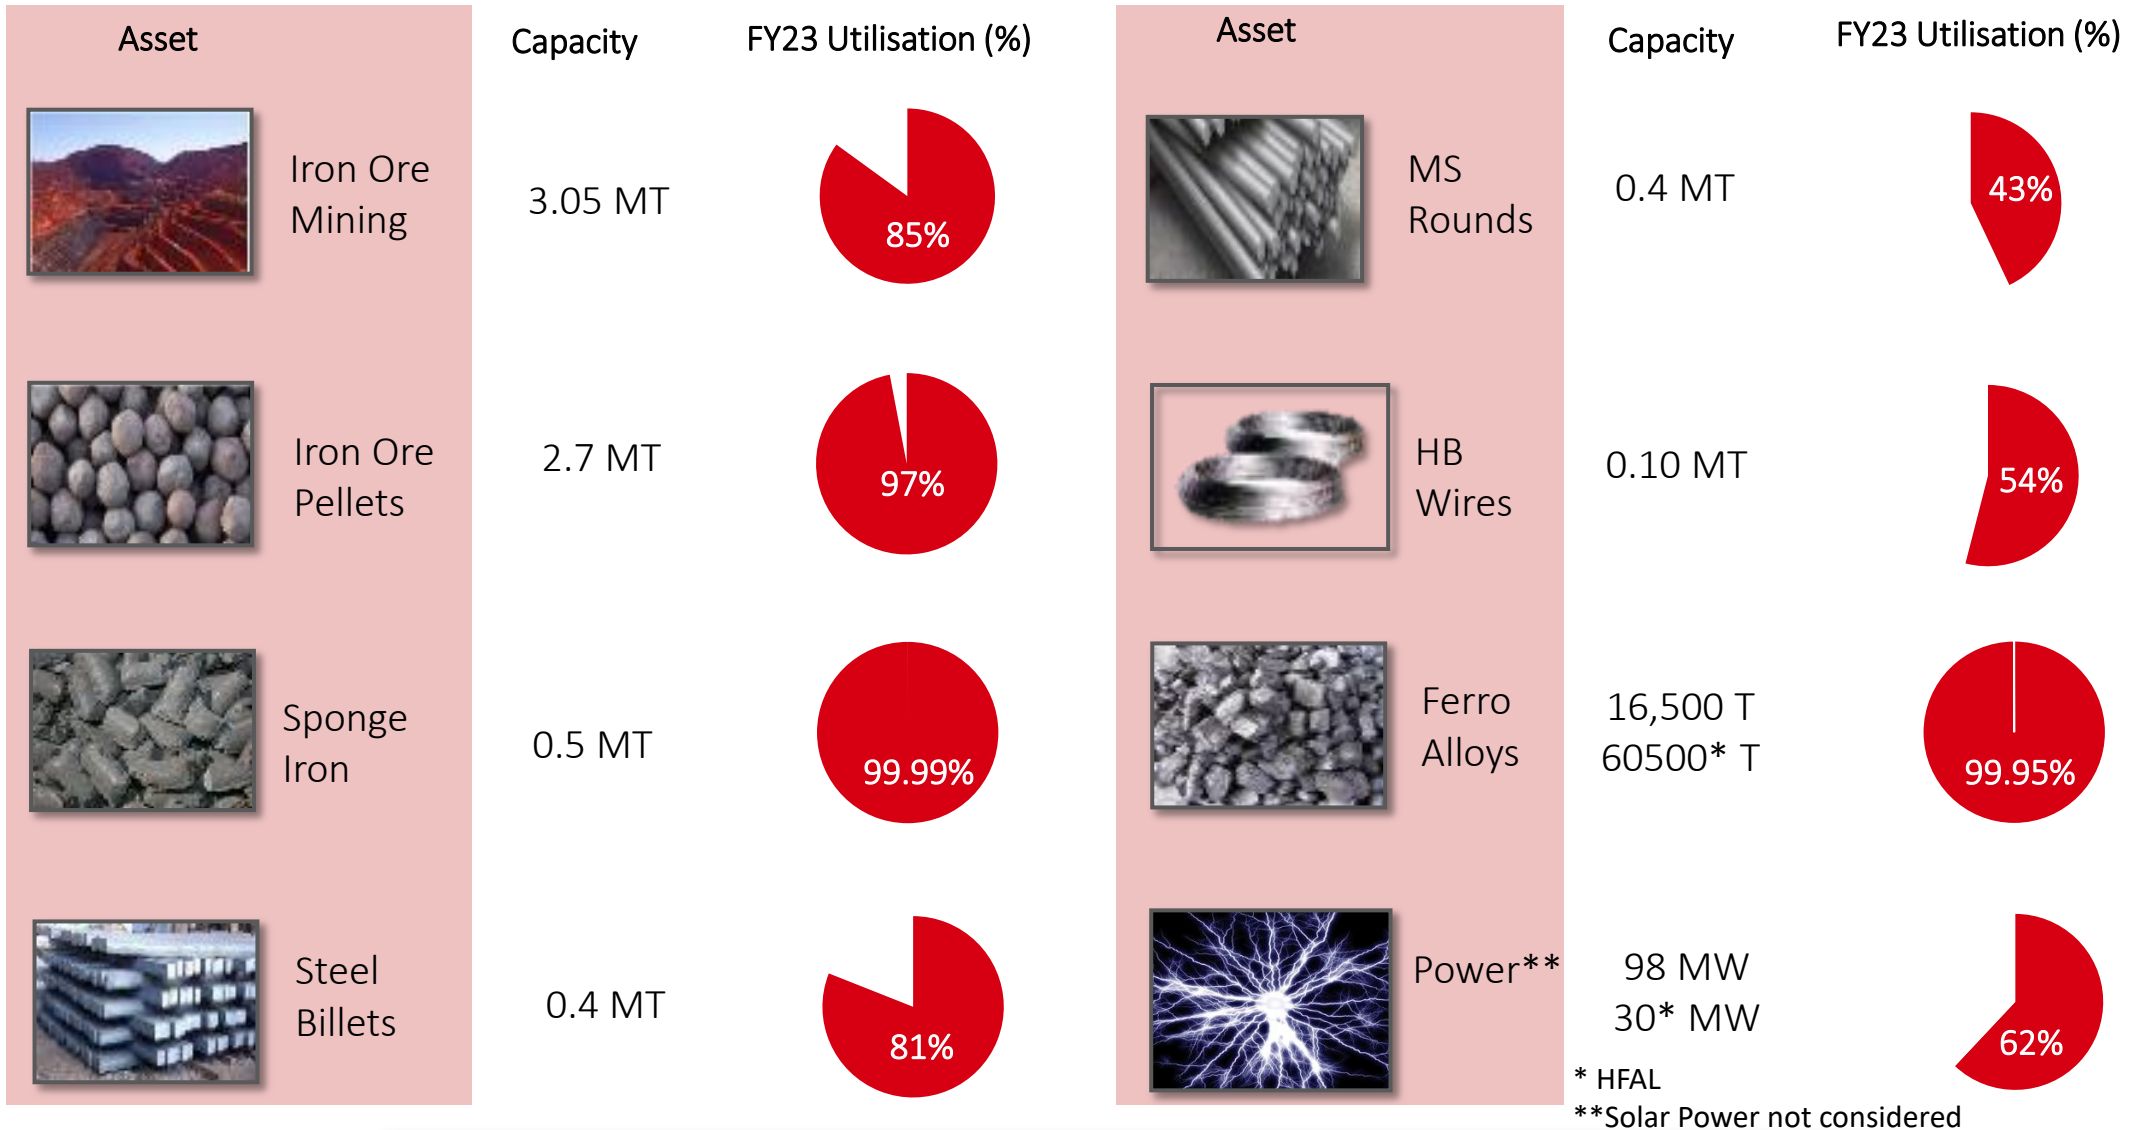 Asset
Capacity
FY23 Utilisation (%)
Iron Ore
Mining
3.05 MT
85%
Iron Ore
Pellets
2.7 MT
97%
Sponge
Iron
0.5 MT
99.99%
Steel
Billets
0.4 MT
81%
Asset
Capacity
FY23 Utilisation (%)
MS
Rounds
0.4 MT
43%
HB
Wires
0.10 MT
54%
Ferro
Alloys
16,500 T
60500* T
99.95%
Power**
98 MW
30* MW
62%
* HFAL
**Solar Power not considered